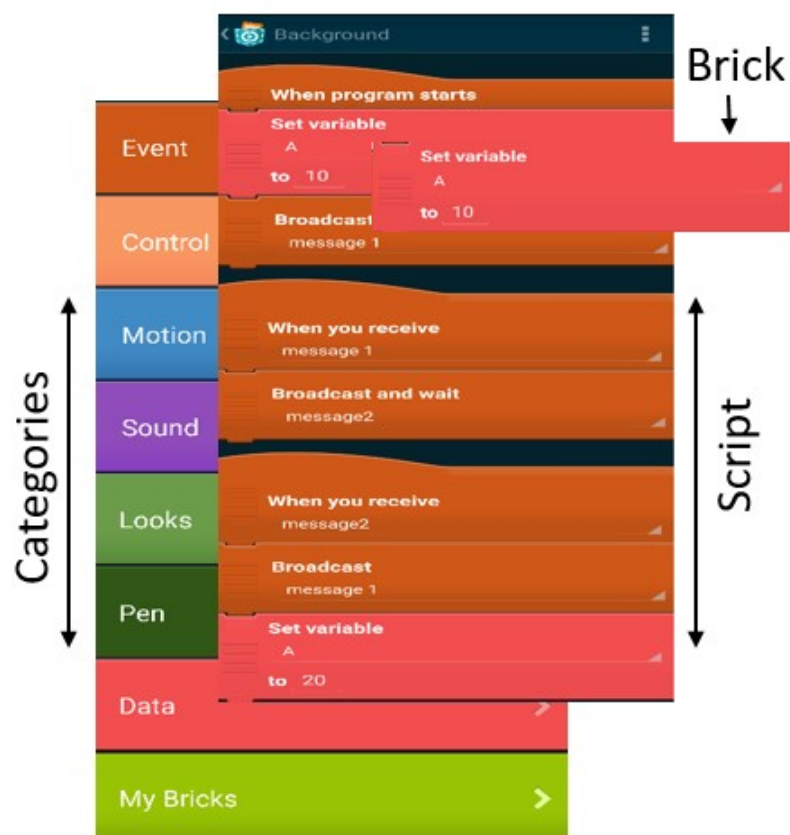 Background
Brick
When program starts
Set variable
A
to 10
Set variable
A
to 10
Broadcast
message 1
When you receive
message 1
Broadcast and wait
message2
When you receive
message2
Broadcast
message 1
Set variable
A
to 20
Event
Control
Motion
Sound
Looks
Pen
Data
My Bricks
Categories
Script